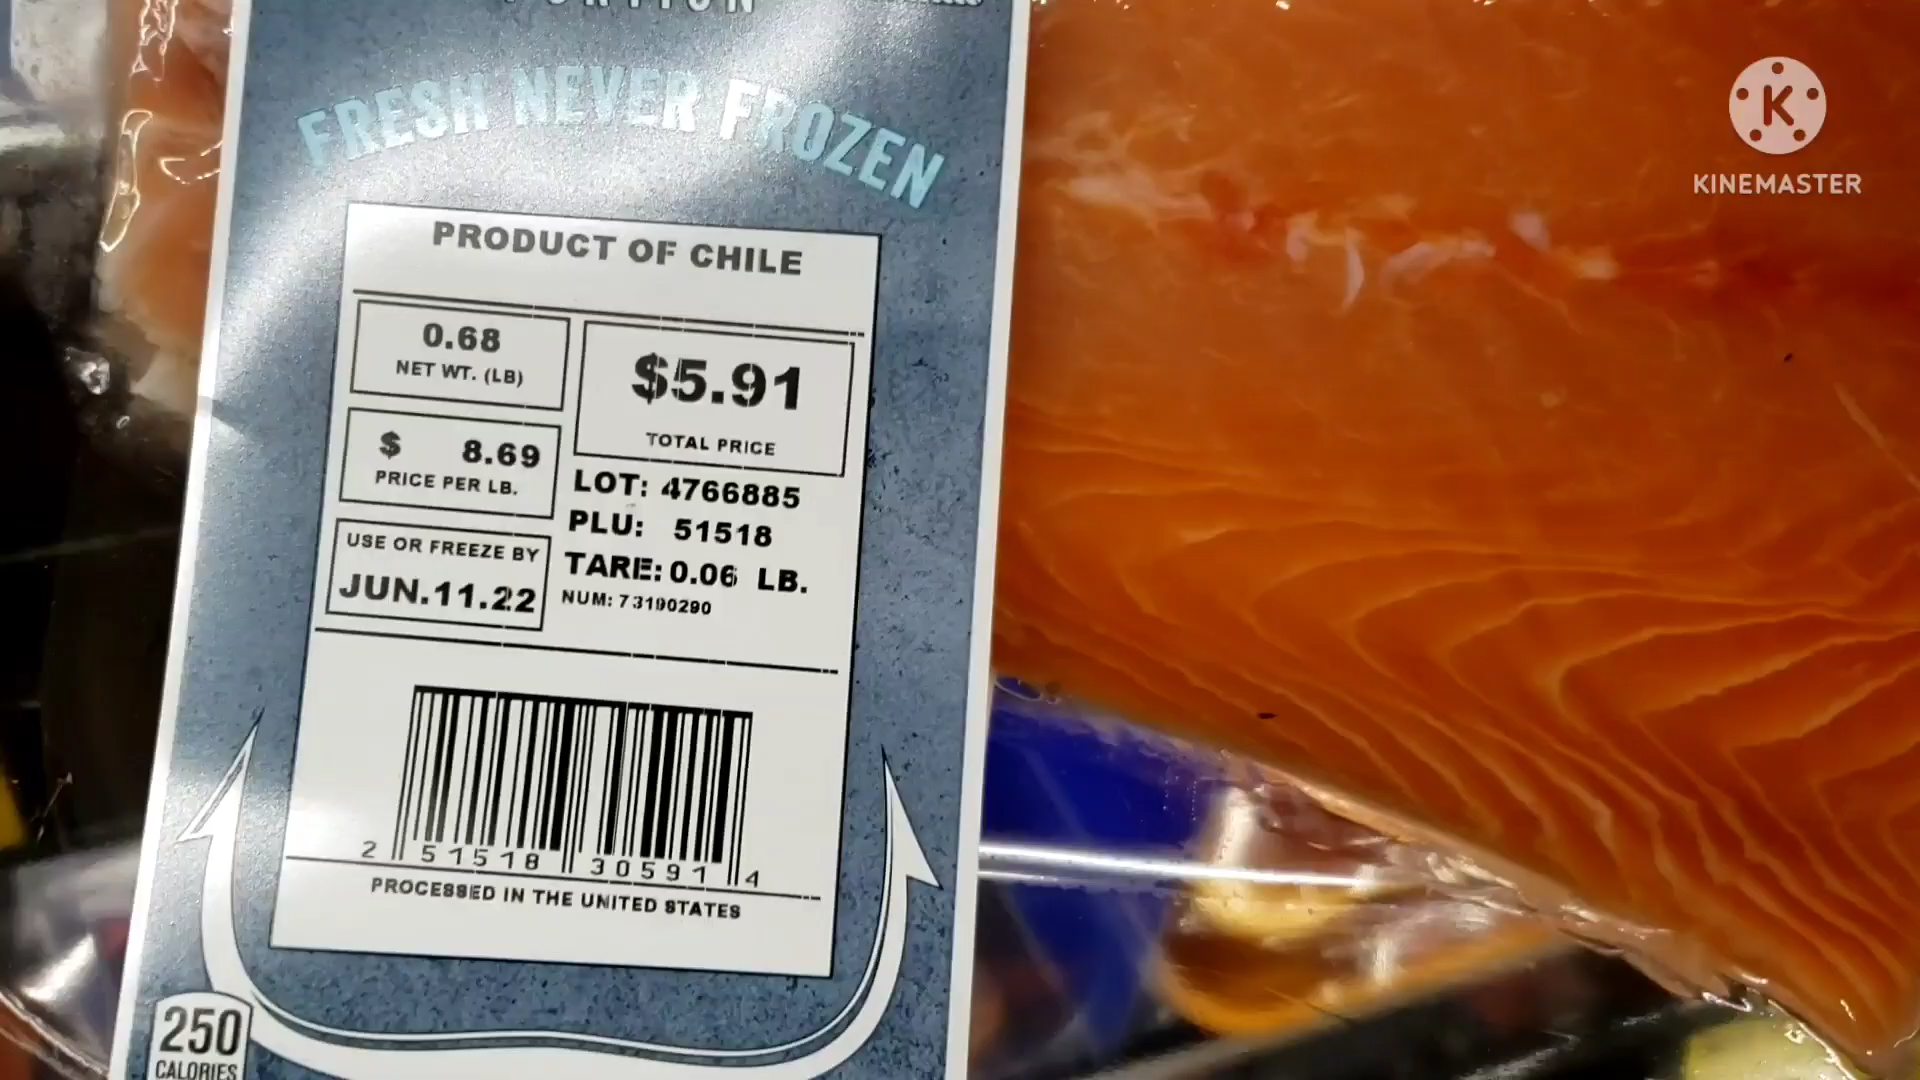 PORTION
FRESH NEVER FROZEN
KINEMASTER
PRODUCT OF CHILE
0.68
NET WT. (LB)
$5.91
TOTAL PRICE
$ 8.69
PRICE PER LB.
LOT: 4766885
PLU: 51518
TARE: 0.06 LB.
NUM: 73190290
USE OR FREEZE BY
JUN.11.22
2 51518 30591 4
PROCESSED IN THE UNITED STATES
250
CALORIES